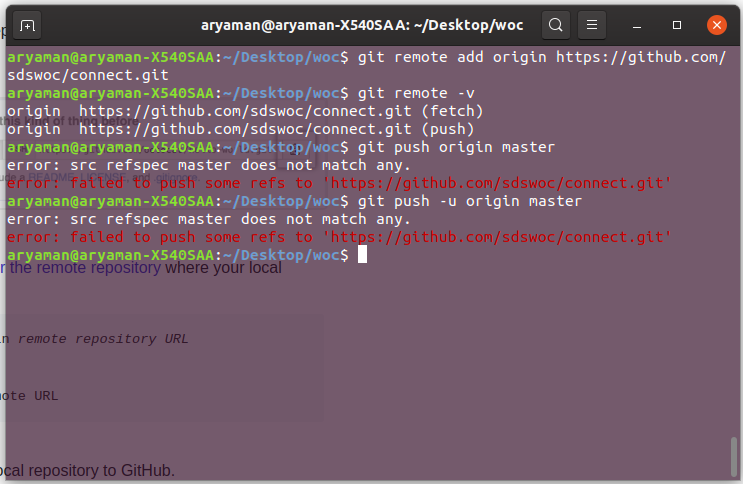 aryaman@aryaman-X540SAA: ~/Desktop/woc
aryaman@aryaman-X540SAA:~/Desktop/woc$ git remote add origin https://github.com/
sdswoc/connect.git
aryaman@aryaman-X540SAA:~/Desktop/woc$ git remote -v
origin  https://github.com/sdswoc/connect.git (fetch)
this kind of thing before
origin  https://github.com/sdswoc/connect.git (push)
aryaman@aryaman-X540SAA:~/Desktop/woc$ git push origin master
error: src refspec master does not match any.
error: failed to push some refs to 'https://github.com/sdswoc/connect.git'
aryaman@aryaman-X540SAA:~/Desktop/woc$ git push -u origin master
error: src refspec master does not match any.
error: failed to push some refs to 'https://github.com/sdswoc/connect.git'
aryaman@aryaman-X540SAA:~/Desktop/woc$
r the remote repository where your local
n remote repository URL
mote URL
ocal repository to GitHub.